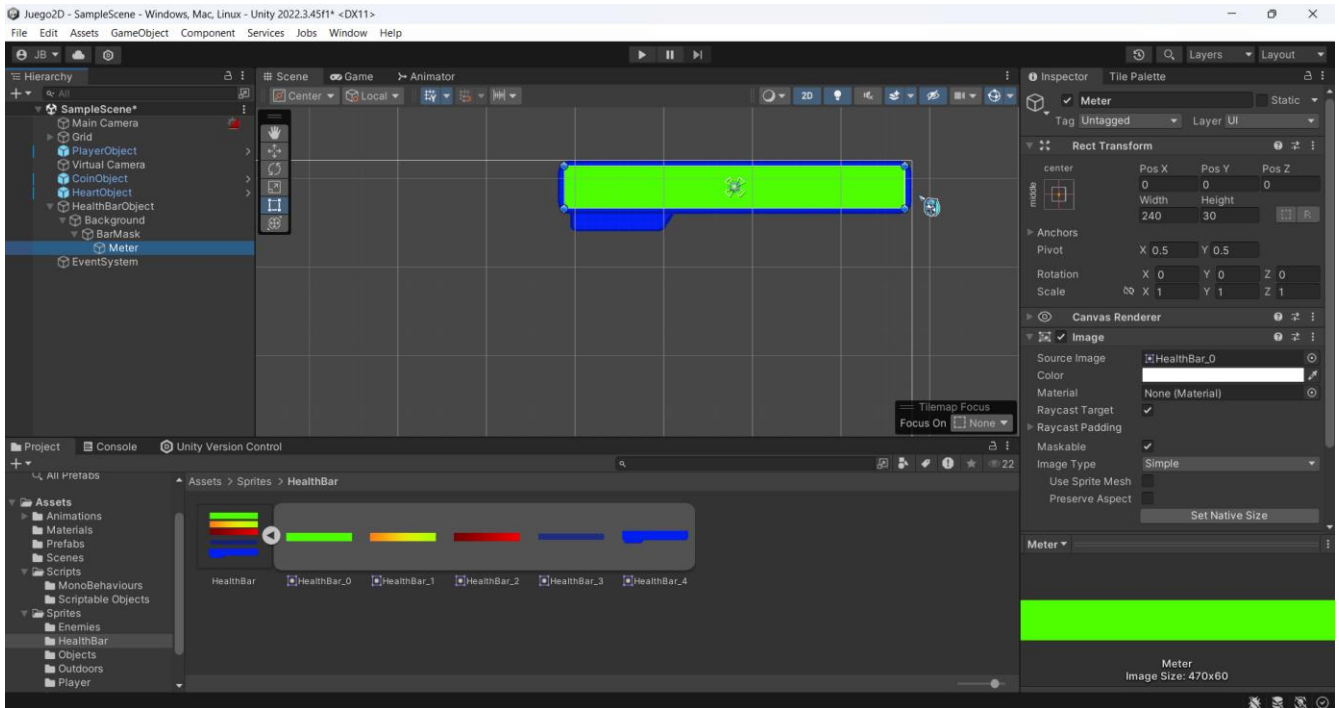 Juego2D - SampleScene - Windows, Mac, Linux - Unity 2022.3.45f1* <DX11>
File Edit Assets GameObject Component Services Jobs Window Help
JB Layers Layout
Hierarchy
All
SampleScene*
Main Camera
Grid
PlayerObject
Virtual Camera
CoinObject
HeartObject
HealthBarObject
Background
BarMask
Meter
EventSystem
Scene Game Animator
Center Local 2D
Tilemap Focus
Focus On None
Inspector Tile Palette
Meter Static
Tag Untagged Layer UI
Rect Transform
center Pos X Pos Y Pos Z
middle 0 0 0
Width Height
240 30 R
Anchors
Pivot X 0.5 Y 0.5
Rotation X 0 Y 0 Z 0
Scale X 1 Y 1 Z 1
Canvas Renderer
Image
Source Image HealthBar_0
Color
Material None (Material)
Raycast Target
Raycast Padding
Maskable
Image Type Simple
Use Sprite Mesh
Preserve Aspect
Set Native Size
Meter
Meter
Image Size: 470x60
Project Console Unity Version Control
22
All Prefabs
Assets
Animations
Materials
Prefabs
Scenes
Scripts
MonoBehaviours
Scriptable Objects
Sprites
Enemies
HealthBar
Objects
Outdoors
Player
Assets > Sprites > HealthBar
HealthBar HealthBar_0 HealthBar_1 HealthBar_2 HealthBar_3 HealthBar_4